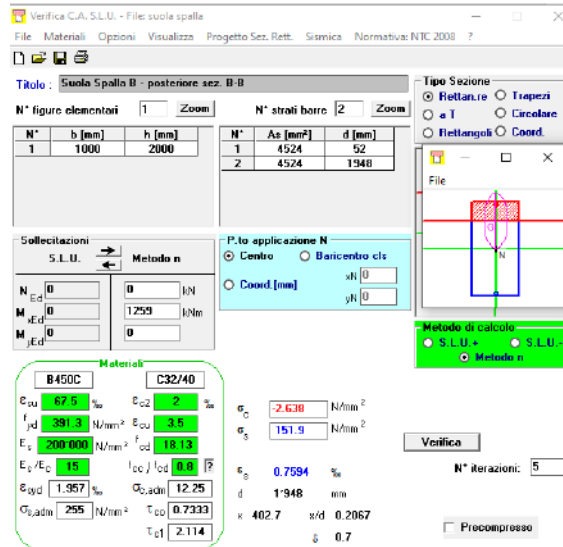 Verifica C.A. S.L.U. - File: suola spalla
File Materiali Opzioni Visualizza Progetto Sez. Rett. Sismica Normativa: NTC 2008 ?
Titolo : Suola Spalla B - posteriore sez. B-B
N° figure elementari 1 Zoom N° strati barre 2 Zoom
N° b [mm] h [mm]
1 1000 2000
N° As [mm²] d [mm]
1 4524 52
2 4524 1948
Tipo Sezione
Rettan.re Trapezi
a T Circolare
Rettangoli Coord.
File
N
Sollecitazioni
S.L.U. Metodo n
N Ed 0 0 kN
M xEd 0 1259 kNm
M yEd 0 0
P.to applicazione N
Centro Baricentro cls
Coord.[mm] xN 0
yN 0
Metodo di calcolo
S.L.U.+ S.L.U.-
Metodo n
Materiali
B450C C32/40
εsu 67.5 ‰ εc2 2 ‰
fyd 391.3 N/mm² εcu 3.5
Es 200'000 N/mm² fcd 18.13
Es/Ec 15 fcc/fcd 0.8 ?
εsyd 1.957 ‰ σc,adm 12.25
σs,adm 255 N/mm² τco 0.7333
τc1 2.114
σc -2.638 N/mm²
σs 151.9 N/mm²
εs 0.7594 ‰
d 1'948 mm
x 402.7 x/d 0.2067
δ 0.7
Verifica
N° iterazioni: 5
Precompresso